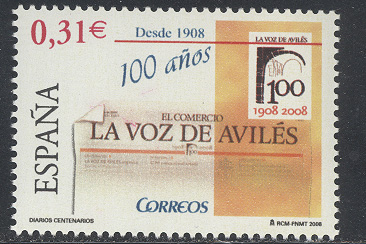 0,31€
Desde 1908
100 años
LA VOZ DE AVILÉS
100
1908 2008
ESPAÑA
EL COMERCIO
LA VOZ DE AVILÉS
100
CORREOS
DIARIOS CENTENARIOS
RCM-FNMT 2008